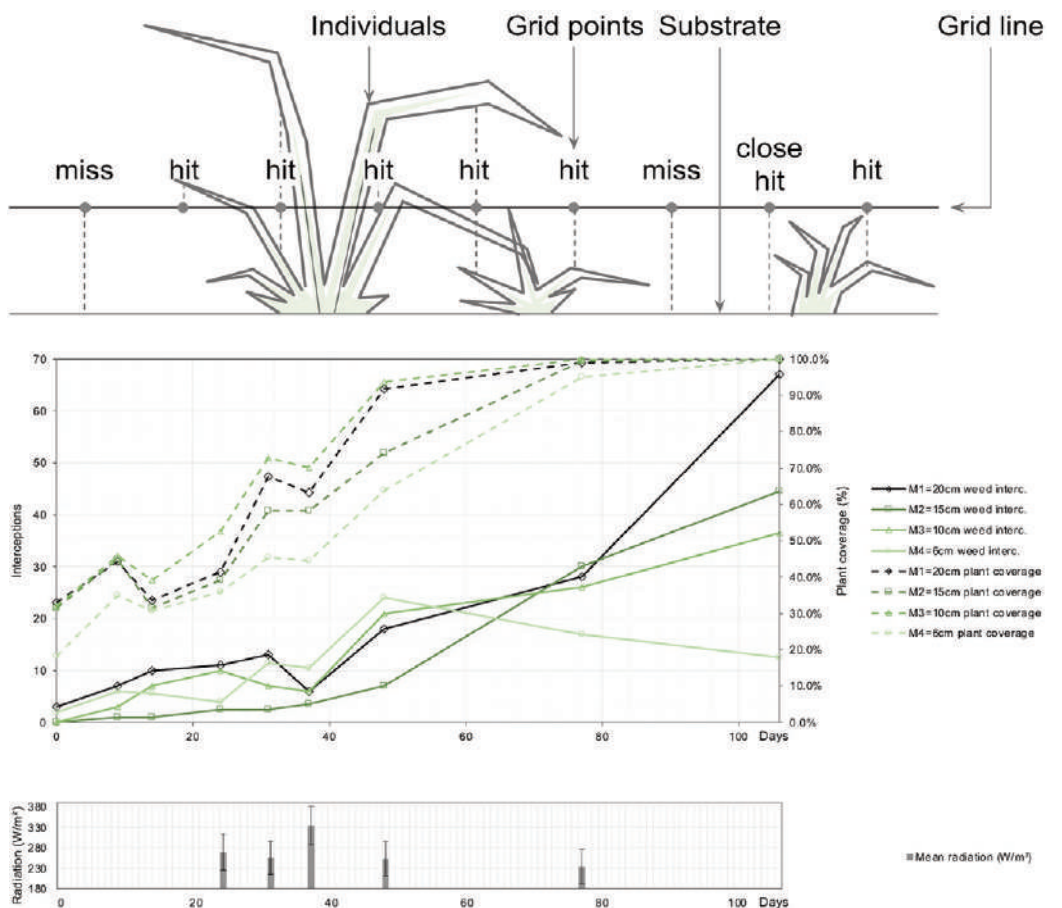 Individuals Grid points Substrate Grid line
miss hit hit hit hit hit miss close hit hit
70 100.0%
60 90.0%
80.0%
50 70.0%
40 60.0%
50.0%
30 40.0%
20 30.0%
20.0%
10 10.0%
0 0.0%
Interceptions
Plant coverage (%)
0 20 40 60 80 100 Days
M1=20cm weed interc.
M2=15cm weed interc.
M3=10cm weed interc.
M4=6cm weed interc.
M1=20cm plant coverage
M2=15cm plant coverage
M3=10cm plant coverage
M4=6cm plant coverage
Radiation (W/m²)
380
330
280
230
180
0 20 40 60 80 100 Days
Mean radiation (W/m²)